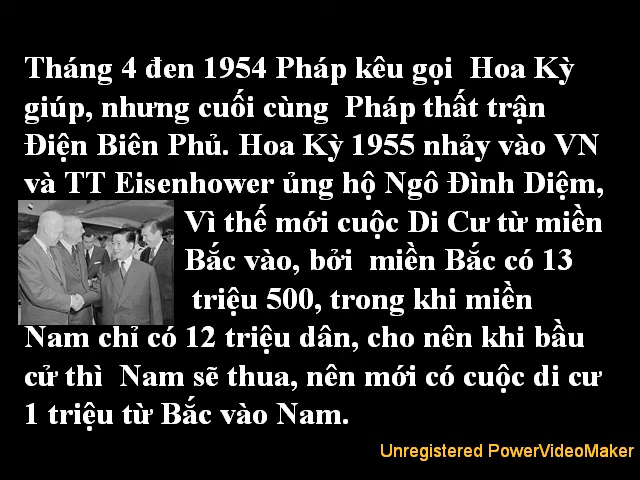 Tháng 4 đen 1954 Pháp kêu gọi Hoa Kỳ
giúp, nhưng cuối cùng Pháp thất trận
Điện Biên Phủ. Hoa Kỳ 1955 nhảy vào VN
và TT Eisenhower ủng hộ Ngô Đình Diệm,
Vì thế mới cuộc Di Cư từ miền
Bắc vào, bởi miền Bắc có 13
triệu 500, trong khi miền
Nam chỉ có 12 triệu dân, cho nên khi bầu
cử thì Nam sẽ thua, nên mới có cuộc di cư
1 triệu từ Bắc vào Nam.
Unregistered PowerVideoMaker